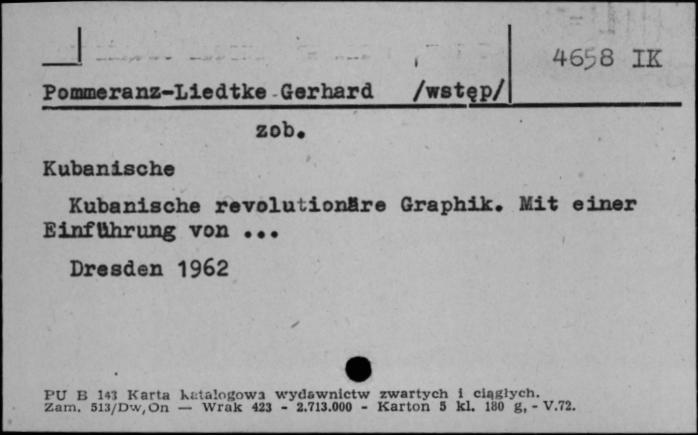 4658 IK
Pommeranz-Liedtke Gerhard /wstęp/
zob.
Kubanische
Kubanische revolutionäre Graphik. Mit einer
Einführung von ...
Dresden 1962
PU B 143 Karta katalogowa wydawnictw zwartych i ciągłych.
Zam. 513/Dw, On — Wrak 423 - 2.713.000 - Karton 5 kl. 180 g, - V.72.